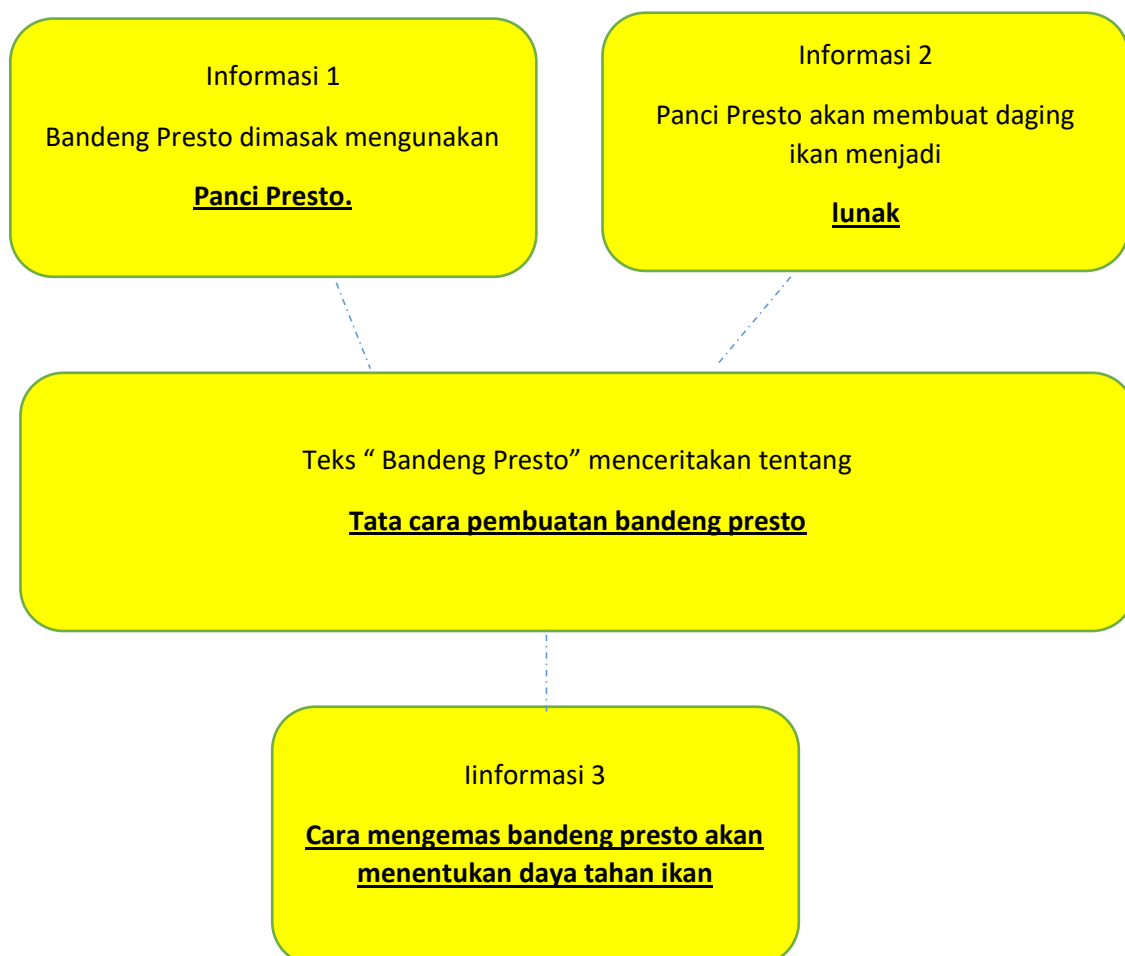 Informasi 1
Bandeng Presto dimasak mengunakan
Panci Presto.
Informasi 2
Panci Presto akan membuat daging
ikan menjadi
lunak
Teks “ Bandeng Presto” menceritakan tentang
Tata cara pembuatan bandeng presto
Iinformasi 3
Cara mengemas bandeng presto akan
menentukan daya tahan ikan